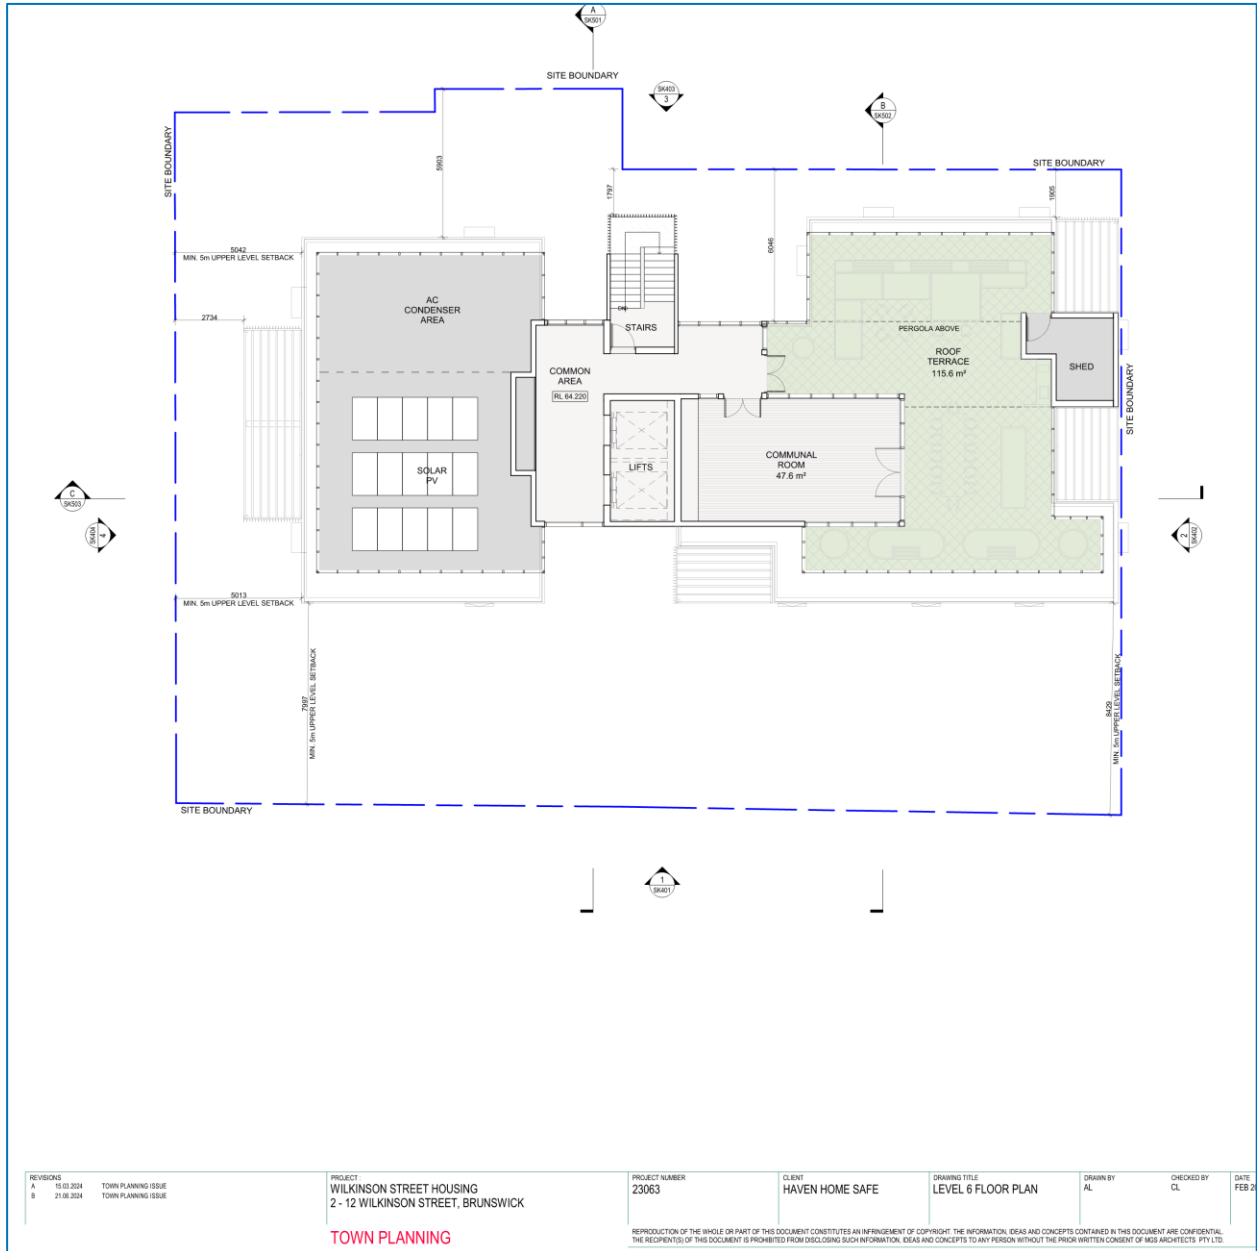 A
SK501
SITE BOUNDARY
SK403
3
B
SK502
SITE BOUNDARY
SITE BOUNDARY
5903
1797
6046
1905
5042
MIN. 5m UPPER LEVEL SETBACK
2734
AC
CONDENSER
AREA
DN
STAIRS
PERGOLA ABOVE
ROOF
TERRACE
115.6 m²
SHED
COMMON
AREA
RL 64.220
SITE BOUNDARY
SOLAR
PV
LIFTS
COMMUNAL
ROOM
47.6 m²
C
SK503
4
SK404
2
SK402
5013
MIN. 5m UPPER LEVEL SETBACK
7997
MIN. 5m UPPER LEVEL SETBACK
8429
MIN. 5m UPPER LEVEL SETBACK
SITE BOUNDARY
1
SK401
REVISIONS
A 15.03.2024 TOWN PLANNING ISSUE
B 21.06.2024 TOWN PLANNING ISSUE
PROJECT :
WILKINSON STREET HOUSING
2 - 12 WILKINSON STREET, BRUNSWICK
TOWN PLANNING
PROJECT NUMBER
23063
CLIENT
HAVEN HOME SAFE
DRAWING TITLE
LEVEL 6 FLOOR PLAN
DRAWN BY
AL
CHECKED BY
CL
DATE
FEB
REPRODUCTION OF THE WHOLE OR PART OF THIS DOCUMENT CONSTITUTES AN INFRINGEMENT OF COPYRIGHT. THE INFORMATION, IDEAS AND CONCEPTS CONTAINED IN THIS DOCUMENT ARE CONFIDENTIAL.
THE RECIPIENT(S) OF THIS DOCUMENT IS PROHIBITED FROM DISCLOSING SUCH INFORMATION, IDEAS AND CONCEPTS TO ANY PERSON WITHOUT THE PRIOR WRITTEN CONSENT OF MGS ARCHITECTS PTY LTD.